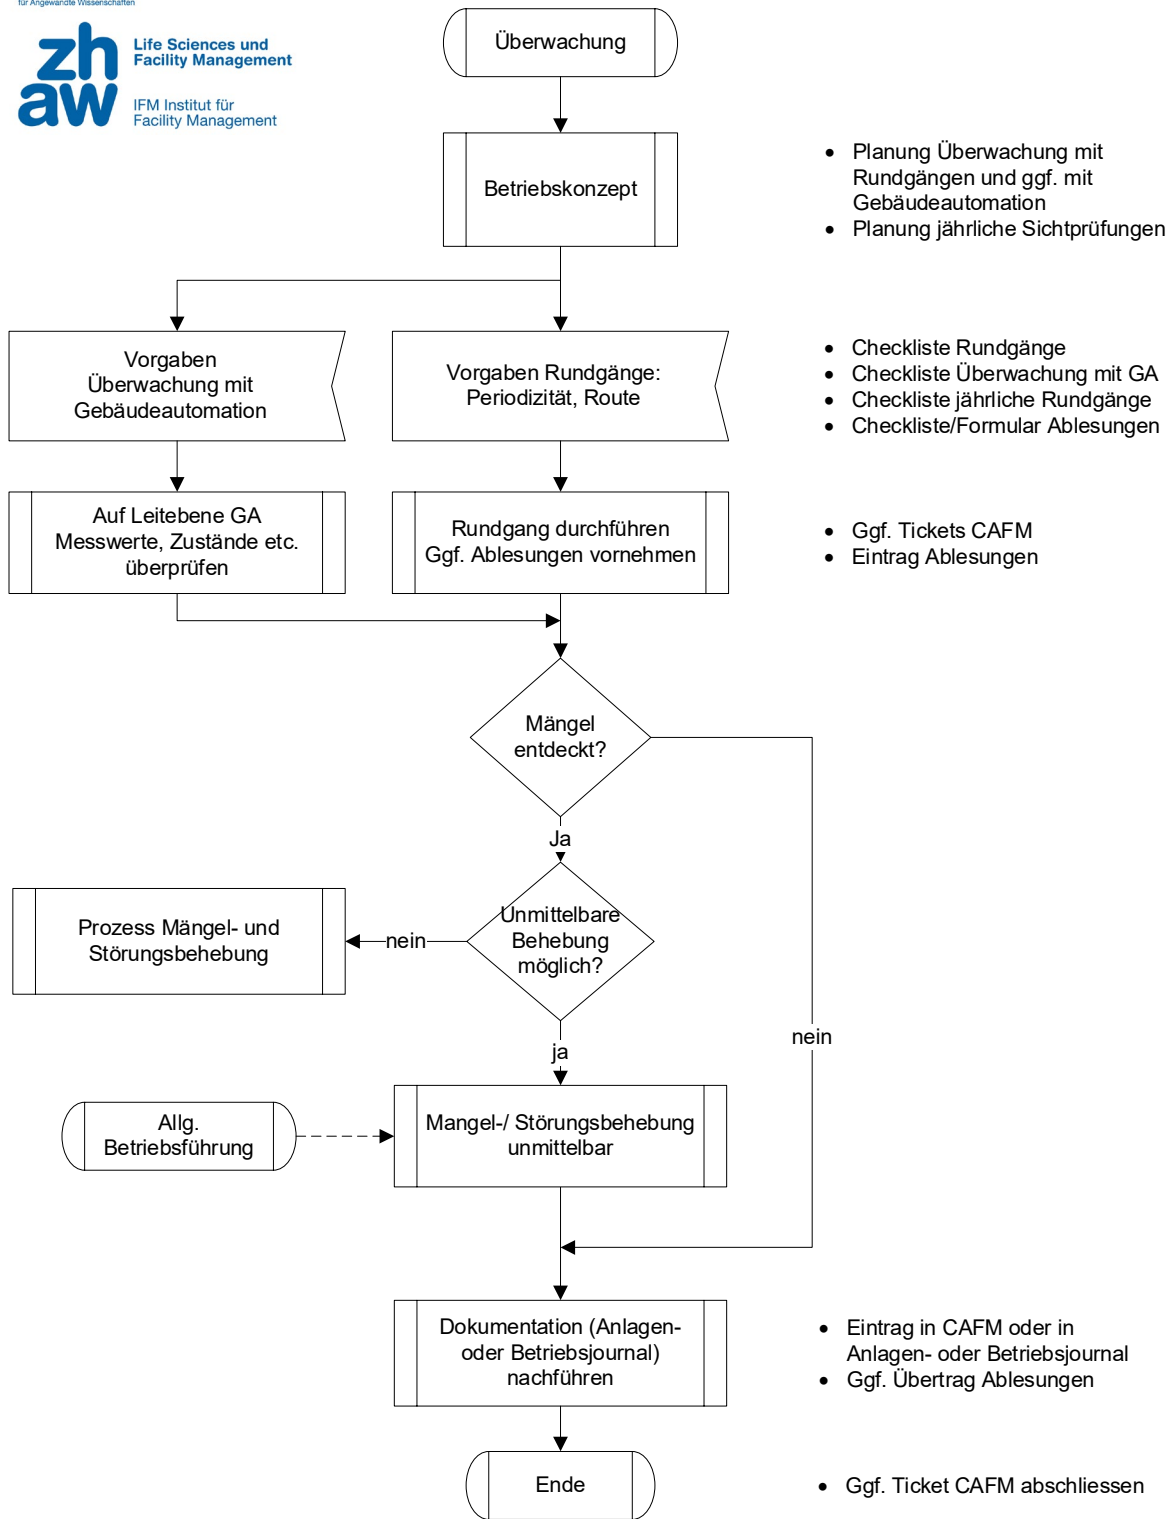 für Angewandte Wissenschaften
zh
aw
Life Sciences und
Facility Management
IFM Institut für
Facility Management
Überwachung
Betriebskonzept
• Planung Überwachung mit
Rundgängen und ggf. mit
Gebäudeautomation
• Planung jährliche Sichtprüfungen
Vorgaben
Überwachung mit
Gebäudeautomation
Vorgaben Rundgänge:
Periodizität, Route
• Checkliste Rundgänge
• Checkliste Überwachung mit GA
• Checkliste jährliche Rundgänge
• Checkliste/Formular Ablesungen
Auf Leitebene GA
Messwerte, Zustände etc.
überprüfen
Rundgang durchführen
Ggf. Ablesungen vornehmen
• Ggf. Tickets CAFM
• Eintrag Ablesungen
Mängel
entdeckt?
Ja
Prozess Mängel- und
Störungsbehebung
nein
Unmittelbare
Behebung
möglich?
nein
ja
Allg.
Betriebsführung
Mangel-/ Störungsbehebung
unmittelbar
Dokumentation (Anlagen-
oder Betriebsjournal)
nachführen
• Eintrag in CAFM oder in
Anlagen- oder Betriebsjournal
• Ggf. Übertrag Ablesungen
Ende
• Ggf. Ticket CAFM abschliessen